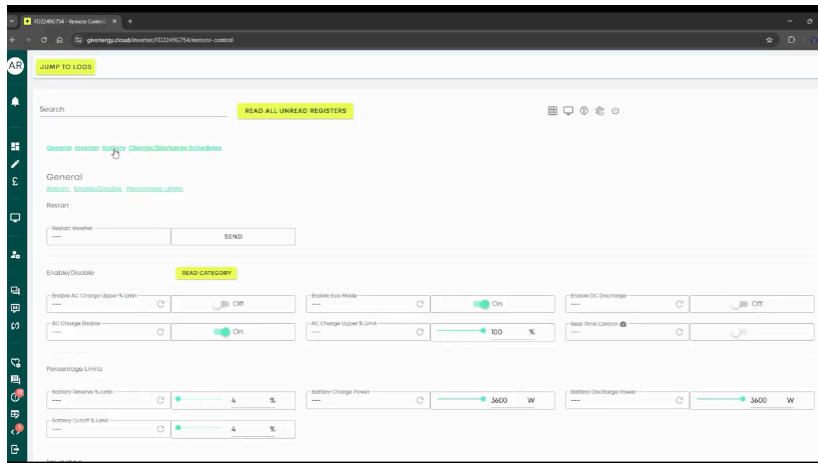 FD2249G754 - Remote Control
givenergy.cloud/inverter/FD2249G754/remote-control
AR
JUMP TO LOGS
Search
READ ALL UNREAD REGISTERS
General Inverter Battery Charge/Discharge Schedules
General
Restart Enable/Disable Percentage Limits
Restart
Restart Inverter
---
SEND
Enable/Disable
READ CATEGORY
Enable AC Charge Upper % Limit
---
Off
Enable Eco Mode
---
On
Enable DC Discharge
---
Off
AC Charge Enable
---
On
AC Charge Upper % Limit
---
100 %
Real-Time Control
---
Percentage Limits
Battery Reserve % Limit
---
4 %
Battery Charge Power
---
3600 W
Battery Discharge Power
---
3600 W
Battery Cutoff % Limit
---
4 %
Inverter